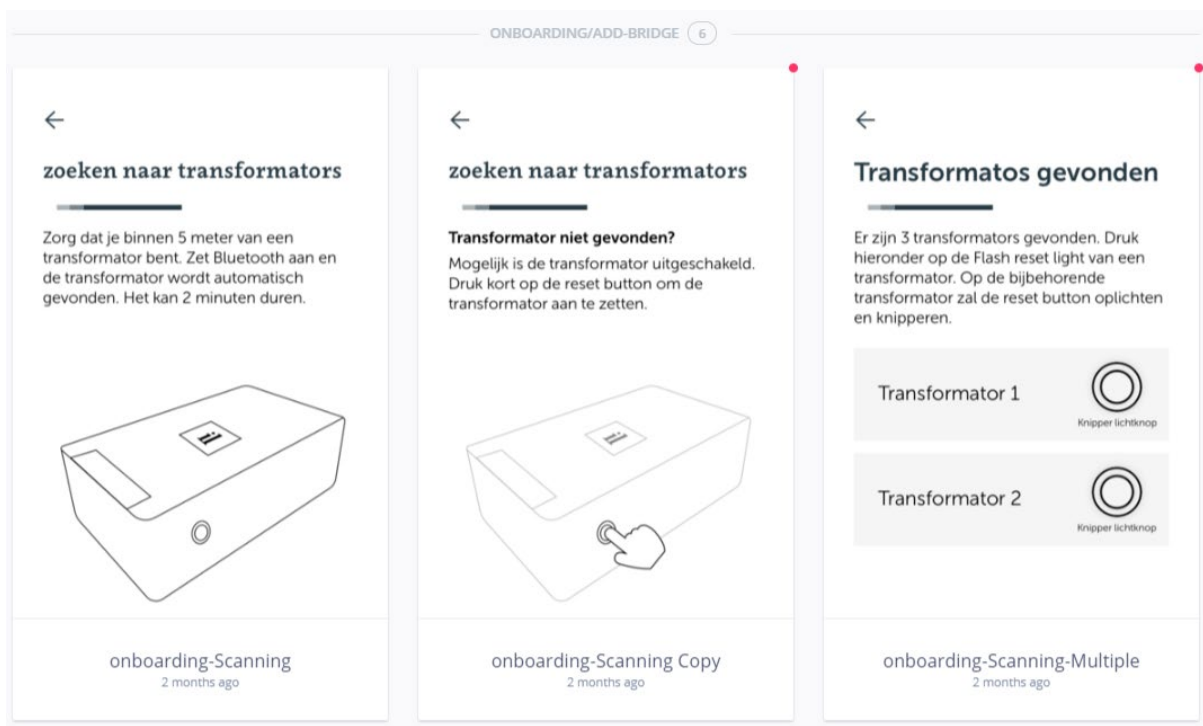 ONBOARDING/ADD-BRIDGE 6
zoeken naar transformators
Zorg dat je binnen 5 meter van een
transformator bent. Zet Bluetooth aan en
de transformator wordt automatisch
gevonden. Het kan 2 minuten duren.
onboarding-Scanning
2 months ago
zoeken naar transformators
Transformator niet gevonden?
Mogelijk is de transformator uitgeschakeld.
Druk kort op de reset button om de
transformator aan te zetten.
onboarding-Scanning Copy
2 months ago
Transformatos gevonden
Er zijn 3 transformators gevonden. Druk
hieronder op de Flash reset light van een
transformator. Op de bijbehorende
transformator zal de reset button oplichten
en knipperen.
Transformator 1
Knipper lichtknop
Transformator 2
Knipper lichtknop
onboarding-Scanning-Multiple
2 months ago